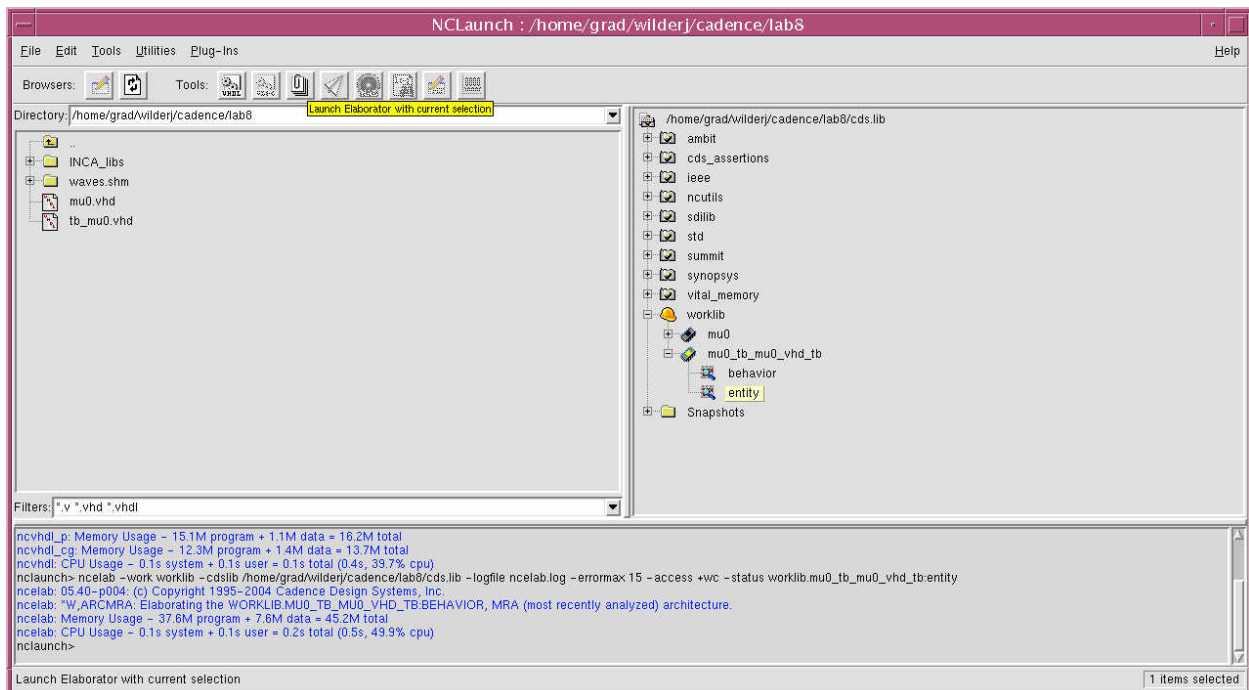 NCLaunch : /home/grad/wilderj/cadence/lab8
File Edit Tools Utilities Plug-Ins Help
Browsers: Tools: VHDL
Launch Elaborator with current selection
Directory: /home/grad/wilderj/cadence/lab8
..
INCA_libs
waves.shm
mu0.vhd
tb_mu0.vhd
Filters: *.v *.vhd *.vhdl
/home/grad/wilderj/cadence/lab8/cds.lib
ambit
cds_assertions
ieee
ncutils
sdilib
std
summit
synopsys
vital_memory
worklib
mu0
mu0_tb_mu0_vhd_tb
behavior
entity
Snapshots
ncvhdl_p: Memory Usage - 15.1M program + 1.1M data = 16.2M total
ncvhdl_cg: Memory Usage - 12.3M program + 1.4M data = 13.7M total
ncvhdl: CPU Usage - 0.1s system + 0.1s user = 0.1s total (0.4s, 39.7% cpu)
nclaunch> ncelab -work worklib -cdslib /home/grad/wilderj/cadence/lab8/cds.lib -logfile ncelab.log -errormax 15 -access +wc -status worklib.mu0_tb_mu0_vhd_tb:entity
ncelab: 05.40-p004: (c) Copyright 1995-2004 Cadence Design Systems, Inc.
ncelab: *W,ARCMRA: Elaborating the WORKLIB.MU0_TB_MU0_VHD_TB:BEHAVIOR, MRA (most recently analyzed) architecture.
ncelab: Memory Usage - 37.6M program + 7.6M data = 45.2M total
ncelab: CPU Usage - 0.1s system + 0.1s user = 0.2s total (0.5s, 49.9% cpu)
nclaunch>
Launch Elaborator with current selection 1 items selected